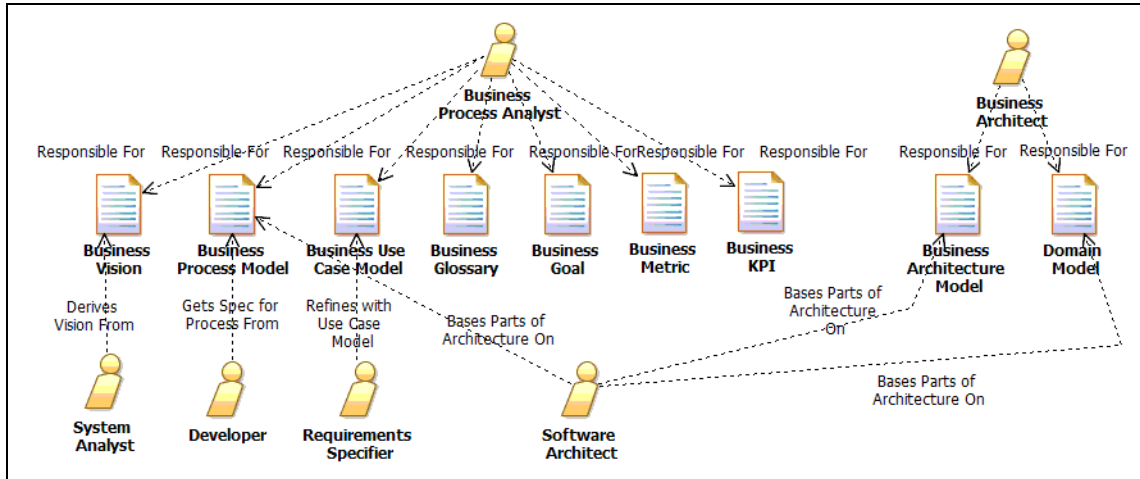 Business
Process Analyst
Business
Architect
Responsible For
Responsible For
Responsible For
Responsible For
Responsible For
Responsible For
Responsible For
Responsible For
Responsible For
Business
Vision
Business
Process Model
Business Use
Case Model
Business
Glossary
Business
Goal
Business
Metric
Business
KPI
Business
Architecture
Model
Domain
Model
Derives
Vision From
Gets Spec for
Process From
Refines with
Use Case
Model
Bases Parts of
Architecture On
Bases Parts of
Architecture
On
Bases Parts of
Architecture On
System
Analyst
Developer
Requirements
Specifier
Software
Architect